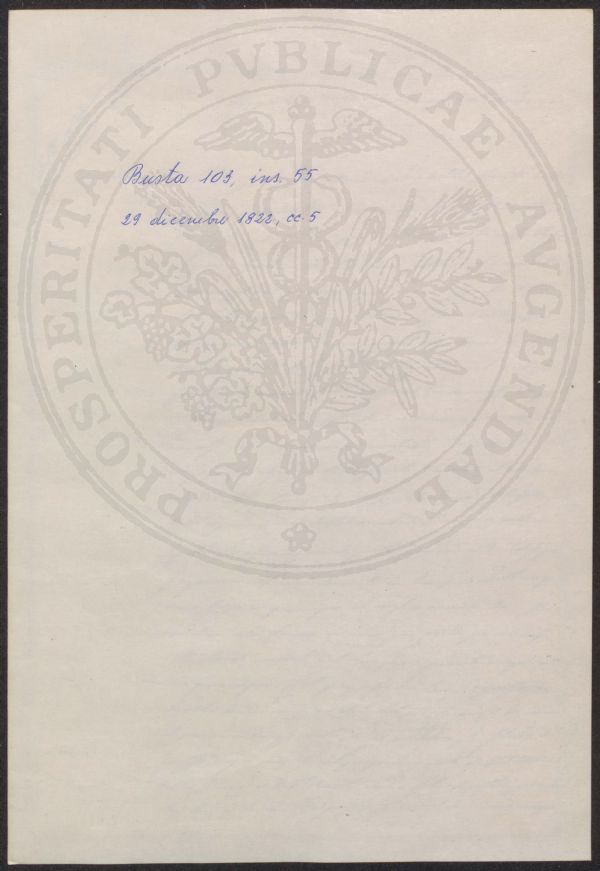 PROSPERITATI PVBLICAE AVGENDAE
Busta 103, ins. 55
29 dicembre 1822, cc. 5